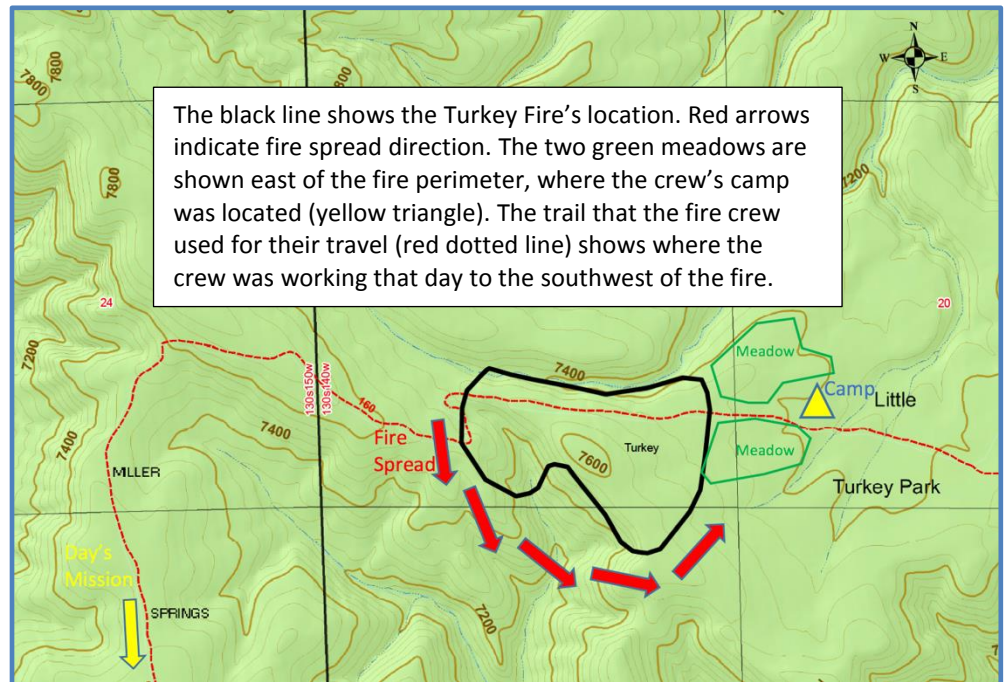 N
W E
S
7800
7800
7800
7800
The black line shows the Turkey Fire’s location. Red arrows
indicate fire spread direction. The two green meadows are
shown east of the fire perimeter, where the crew’s camp
was located (yellow triangle). The trail that the fire crew
used for their travel (red dotted line) shows where the
crew was working that day to the southwest of the fire.
7200
24
20
7200
Meadow
7400
130s150w
130s140w
160
Camp
Little
7400
7400
Fire
Spread
Turkey
7600
Meadow
MILLER
Turkey Park
Day's
Mission
SPRINGS
7200